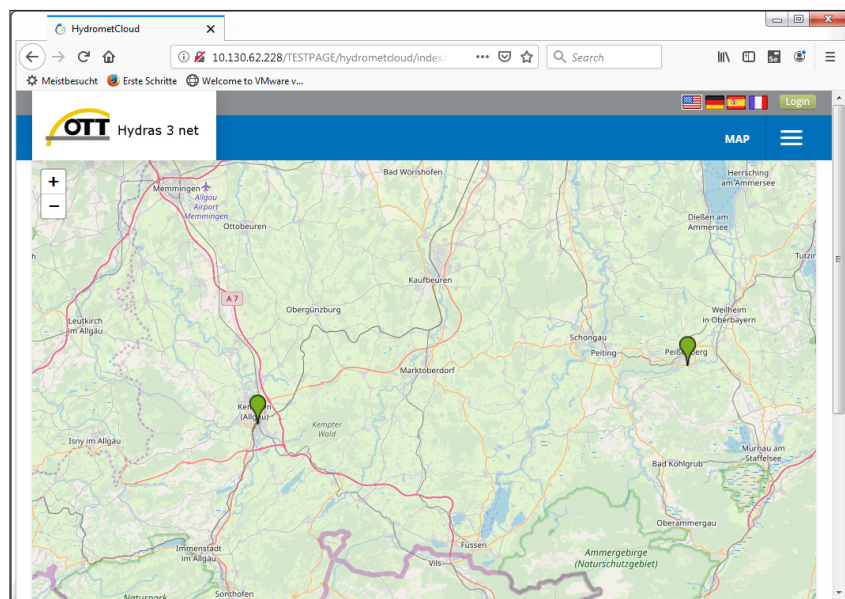 HydrometCloud
10.130.62.228/TESTPAGE/hydrometcloud/index.
Search
Meistbesucht
Erste Schritte
Welcome to VMware v...
Login
OTT
Hydras 3 net
MAP
+
−
Memmingen
Allgäu
Airport
Memmingen
Bad Wörishofen
Herrsching
am Ammersee
Dießen am
Ammersee
Ottobeuren
Tutzin
Kaufbeuren
A 7
Obergünzburg
Leutkirch
im Allgäu
Weilheim
in Oberbayern
Schongau
Peiting
Marktoberdorf
(Allgäu)
Kempter
Wald
Isny im Allgäu
Bad Kohlgrub
Murnau am
Staffelsee
Oberammergau
Immenstadt
im Allgäu
Füssen
Vils
Ammergebirge
(Naturschutzgebiet)
Naturpark
Sonthofen